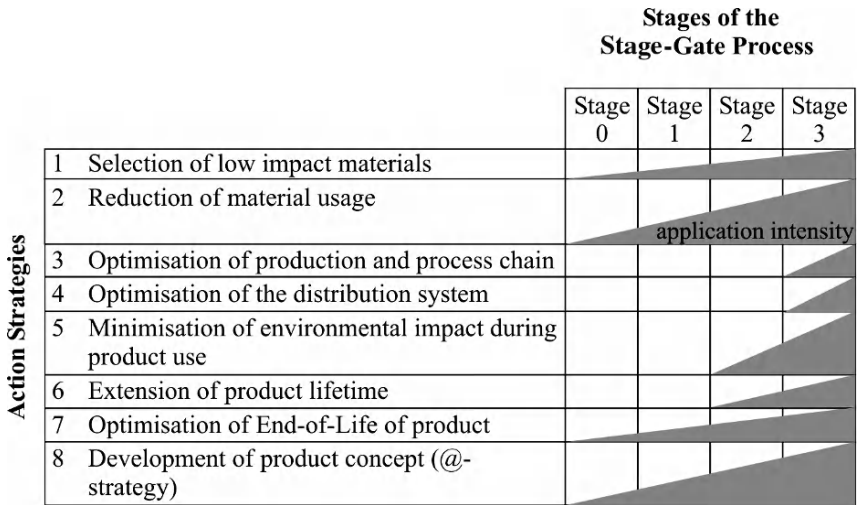 Stages of the
Stage-Gate Process
Stage 0
Stage 1
Stage 2
Stage 3
Action Strategies
1 Selection of low impact materials
2 Reduction of material usage
application intensity
3 Optimisation of production and process chain
4 Optimisation of the distribution system
5 Minimisation of environmental impact during
product use
6 Extension of product lifetime
7 Optimisation of End-of-Life of product
8 Development of product concept (@-
strategy)